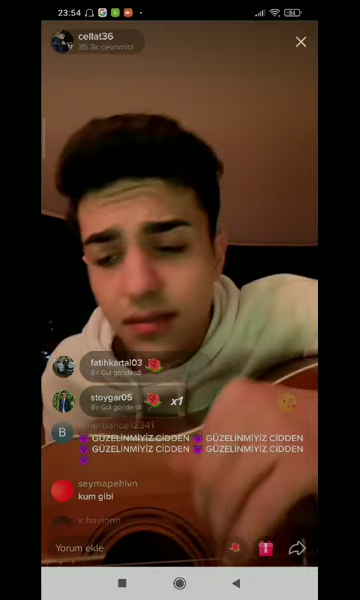 23:54
54
cellat36
35.3k çevrimiçi
fatihkartal03
Bir Gül gönderdi
stoygar05
Bir Gül gönderdi
x1
B
GÜZELİNMİYİZ CİDDEN GÜZELİNMİYİZ CİDDEN
GÜZELİNMİYİZ CİDDEN GÜZELİNMİYİZ CİDDEN
seymapehlvn
kum gibi
Yorum ekle